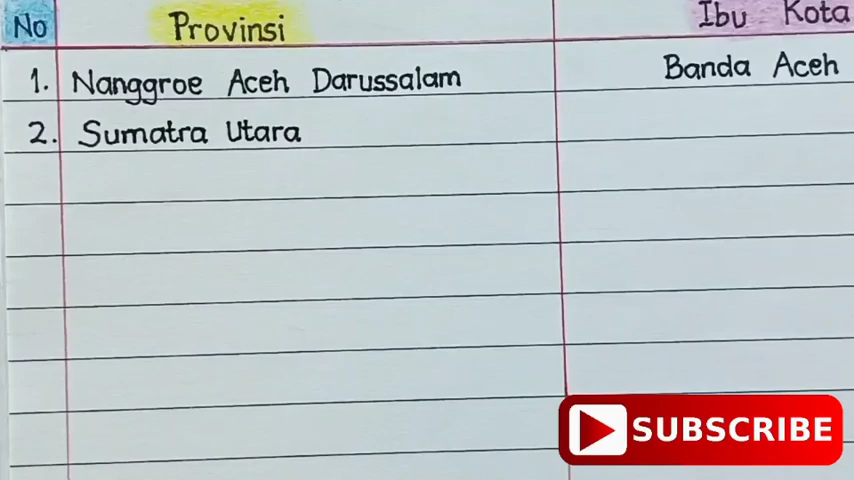 No Provinsi Ibu Kota
1. Nanggroe Aceh Darussalam Banda Aceh
2. Sumatra Utara
SUBSCRIBE